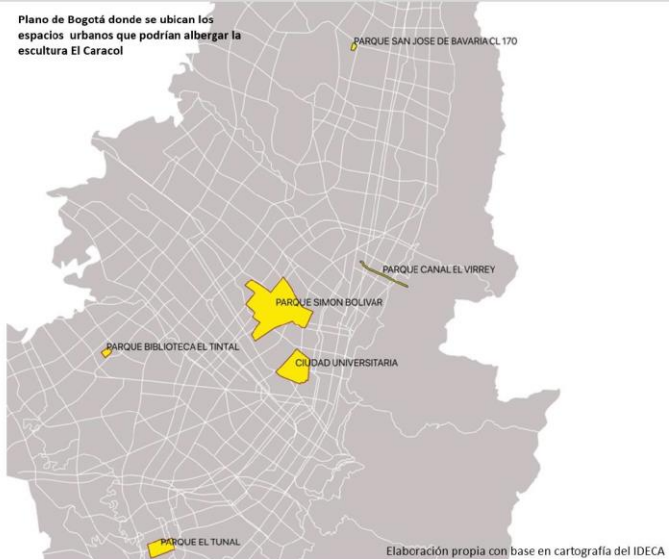 Plano de Bogotá donde se ubican los
espacios urbanos que podrían albergar la
escultura El Caracol
PARQUE SAN JOSE DE BAVARIA CL 170
PARQUE CANAL EL VIRREY
PARQUE SIMON BOLIVAR
PARQUE BIBLIOTECA EL TINTAL
CIUDAD UNIVERSITARIA
PARQUE EL TUNAL
Elaboración propia con base en cartografía del IDECA